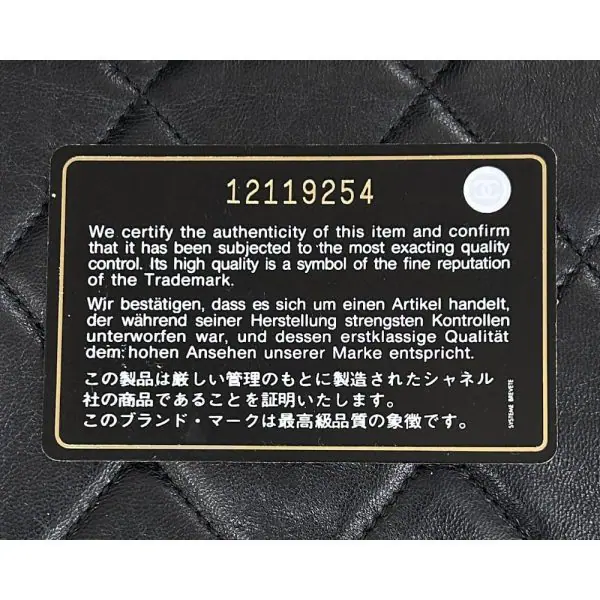 12119254
We certify the authenticity of this item and confirm
that it has been subjected to the most exacting quality
control. Its high quality is a symbol of the fine reputation
of the Trademark.
Wir bestätigen, dass es sich um einen Artikel handelt,
der während seiner Herstellung strengsten Kontrollen
unterworfen war, und dessen erstklassige Qualität
dem hohen Ansehen unserer Marke entspricht.
この製品は厳しい管理のもとに製造されたシャネル
社の商品であることを証明いたします。
このブランド・マークは最高級品質の象徴です。
SYSTEME BREVETE